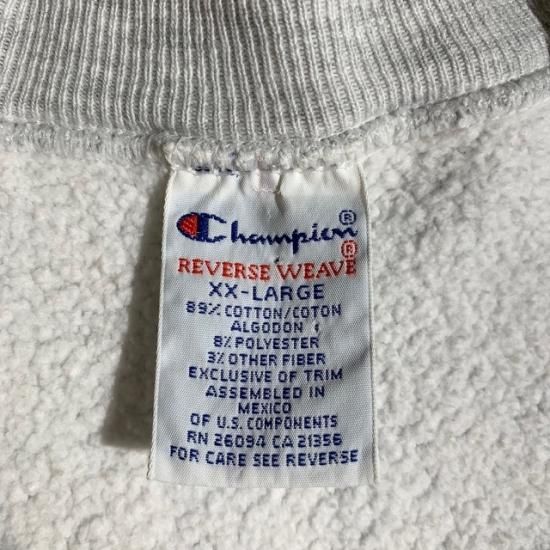 Champion®
REVERSE WEAVE®
XX-LARGE
89% COTTON/COTON
ALGODON
8% POLYESTER
3% OTHER FIBER
EXCLUSIVE OF TRIM
ASSEMBLED IN
MEXICO
OF U.S. COMPONENTS
RN 26094 CA 21356
FOR CARE SEE REVERSE